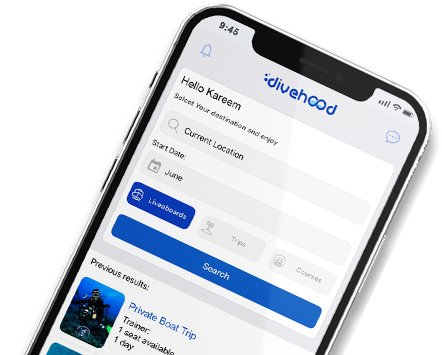 9:45
divehood
Hello Kareem
Select Your destination and enjoy
Current Location
Start Date:
June
Liveaboards
Trips
Courses
Search
Previous results:
Private Boat Trip
Trainer:
1 seat available
1 day